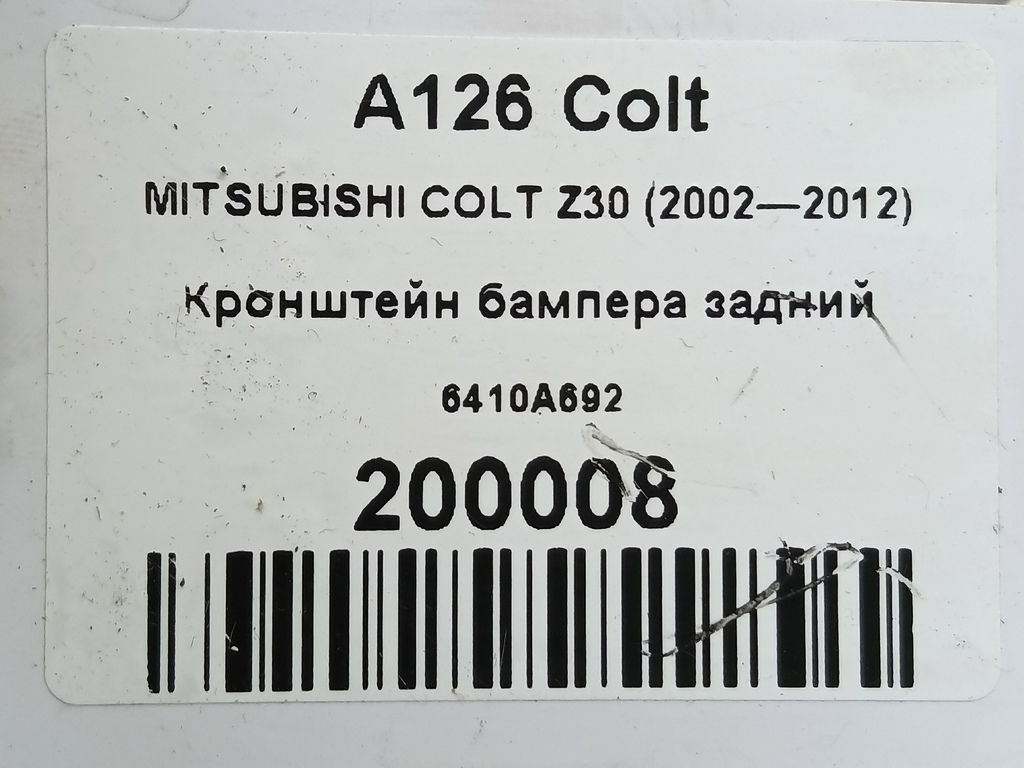 A126 Colt
MITSUBISHI COLT Z30 (2002—2012)
Кронштейн бампера задний
6410A692
200008